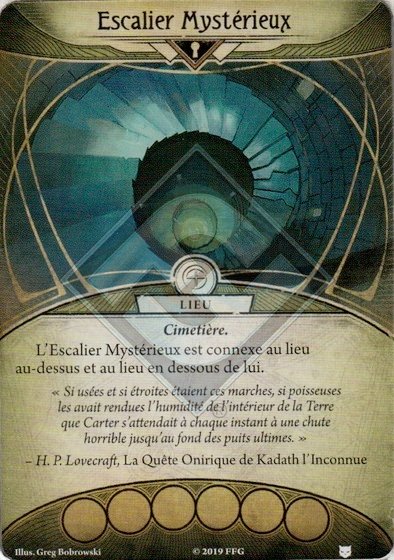 Escalier Mystérieux
LIEU
Cimetière.
L'Escalier Mystérieux est connexe au lieu
au-dessus et au lieu en dessous de lui.
« Si usées et si étroites étaient ces marches, si poisseuses
les avait rendues l'humidité de l'intérieur de la Terre
que Carter s'attendait à chaque instant à une chute
horrible jusqu'au fond des puits ultimes. »
– H. P. Lovecraft, La Quête Onirique de Kadath l'Inconnue
Illus. Greg Bobrowski
© 2019 FFG